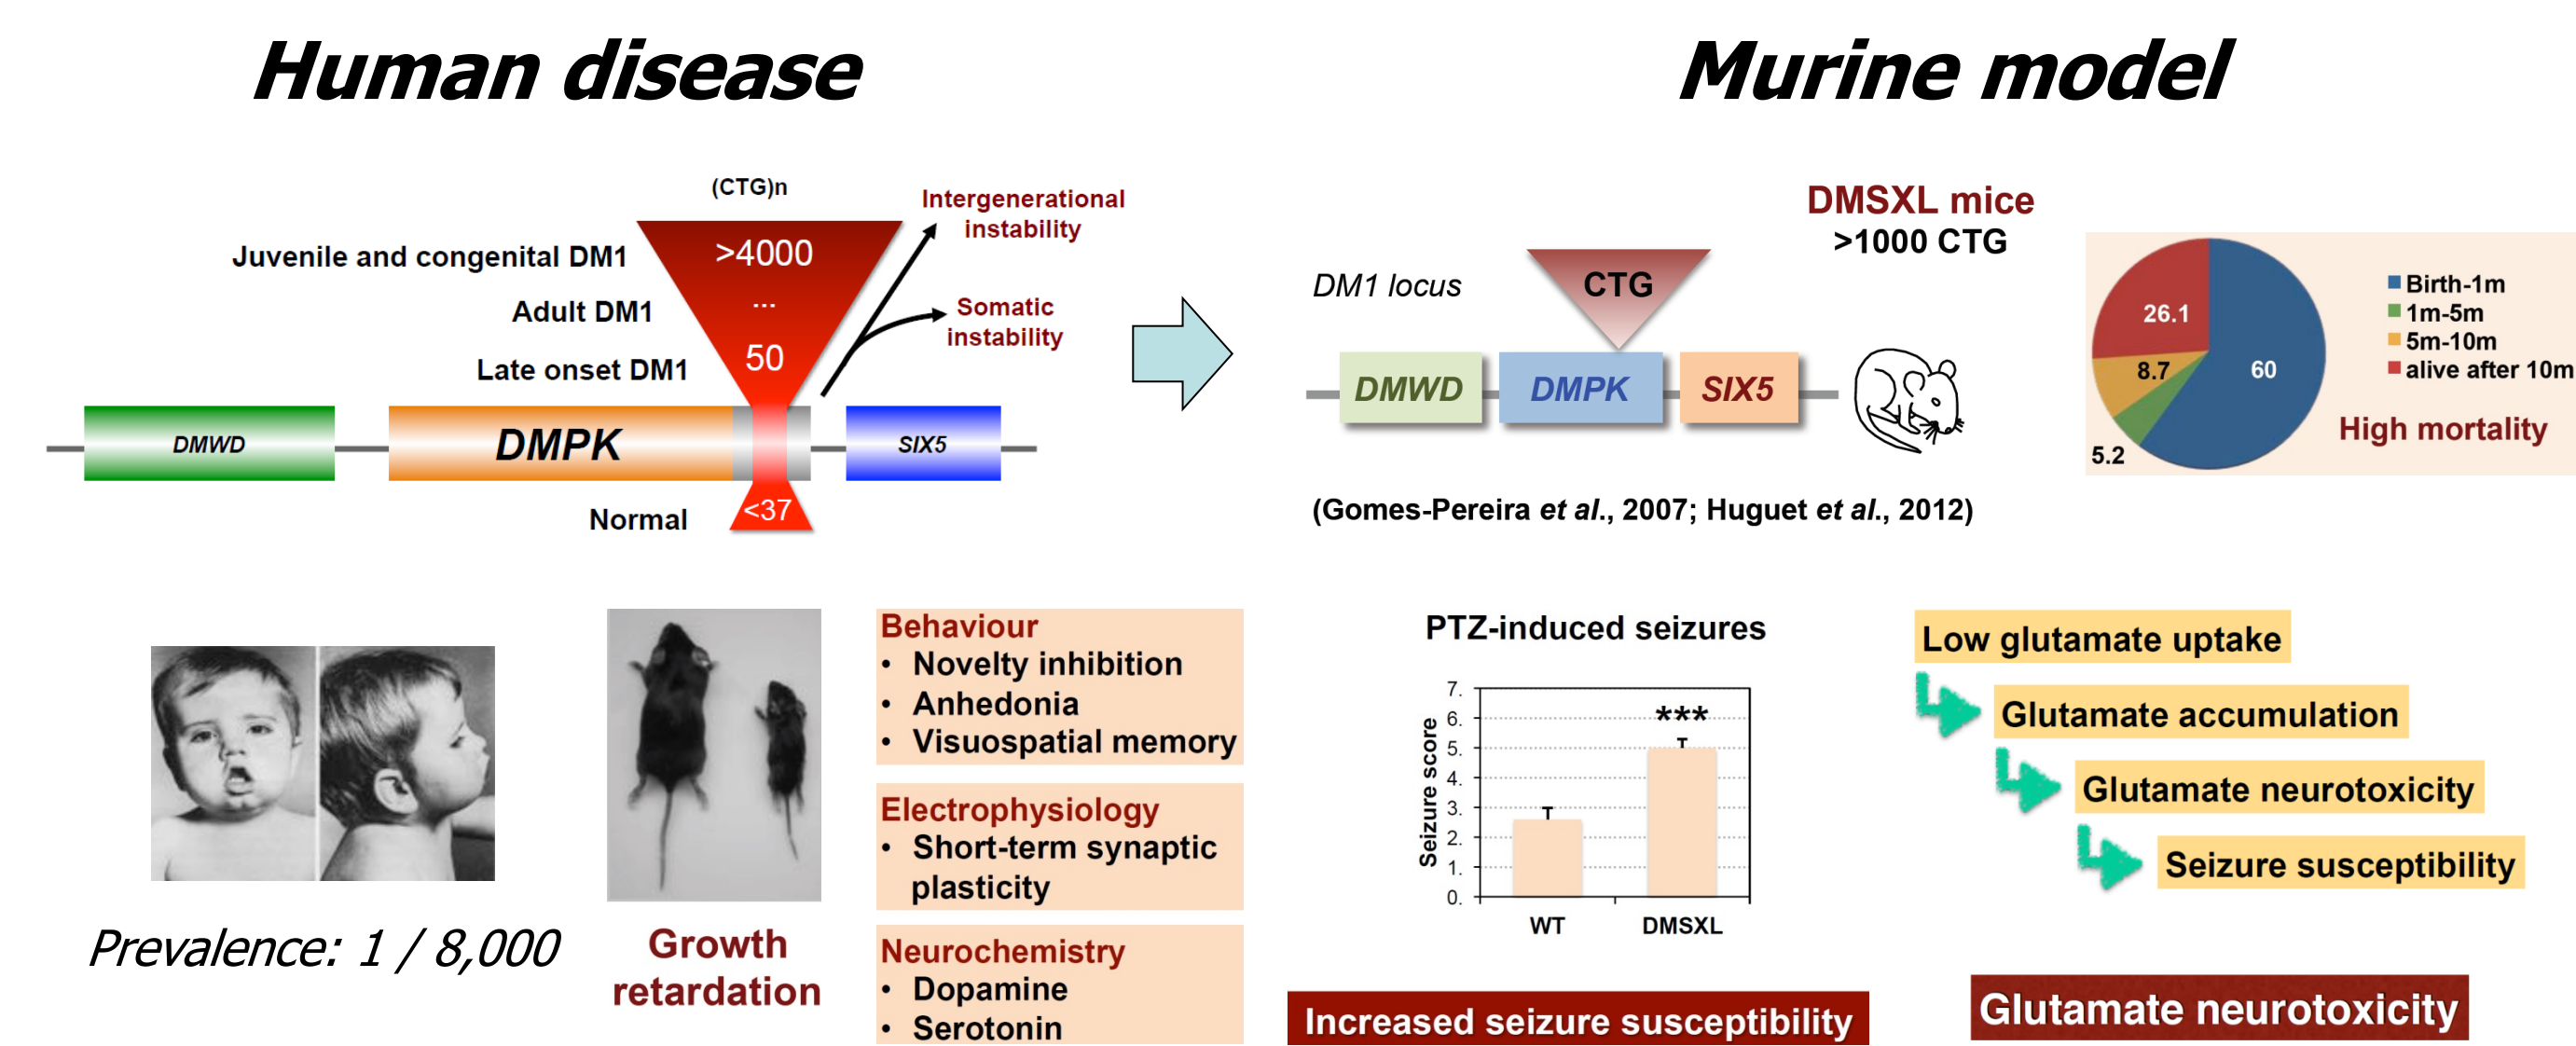 Human disease
Murine model
(CTG)n
Juvenile and congenital DM1
>4000
Adult DM1
...
Late onset DM1
50
Intergenerational
instability
Somatic
instability
DMWD
DMPK
SIX5
Normal
<37
DMSXL mice
>1000 CTG
DM1 locus
CTG
DMWD
DMPK
SIX5
(Gomes-Pereira et al., 2007; Huguet et al., 2012)
26.1
8.7
60
5.2
Birth-1m
1m-5m
5m-10m
alive after 10m
High mortality
Prevalence: 1 / 8,000
Growth
retardation
Behaviour
• Novelty inhibition
• Anhedonia
• Visuospatial memory
Electrophysiology
• Short-term synaptic
plasticity
Neurochemistry
• Dopamine
• Serotonin
PTZ-induced seizures
Seizure score
7.
6.
5.
4.
3.
2.
1.
0.
***
WT
DMSXL
Increased seizure susceptibility
Low glutamate uptake
Glutamate accumulation
Glutamate neurotoxicity
Seizure susceptibility
Glutamate neurotoxicity